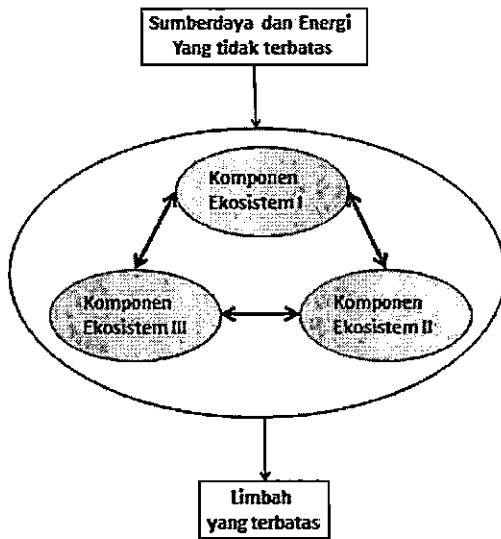 Sumberdaya dan Energi
Yang tidak terbatas
Komponen
Ekosistem I
Komponen
Ekosistem III
Komponen
Ekosistem II
Limbah
yang terbatas